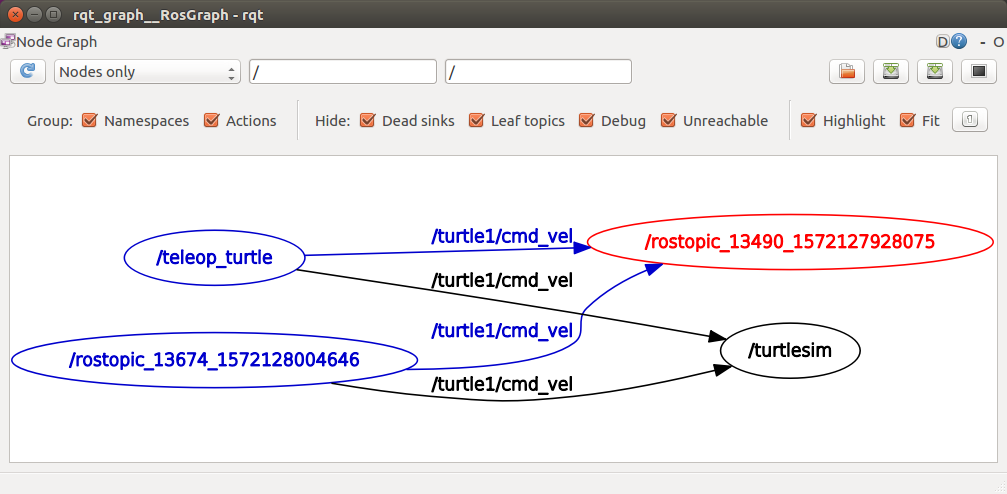 rqt_graph__RosGraph - rqt
Node Graph D ? - O
Nodes only / /
Group: Namespaces Actions Hide: Dead sinks Leaf topics Debug Unreachable Highlight Fit
/turtle1/cmd_vel
/rostopic_13490_1572127928075
/teleop_turtle
/turtle1/cmd_vel
/turtle1/cmd_vel
/turtlesim
/rostopic_13674_1572128004646
/turtle1/cmd_vel